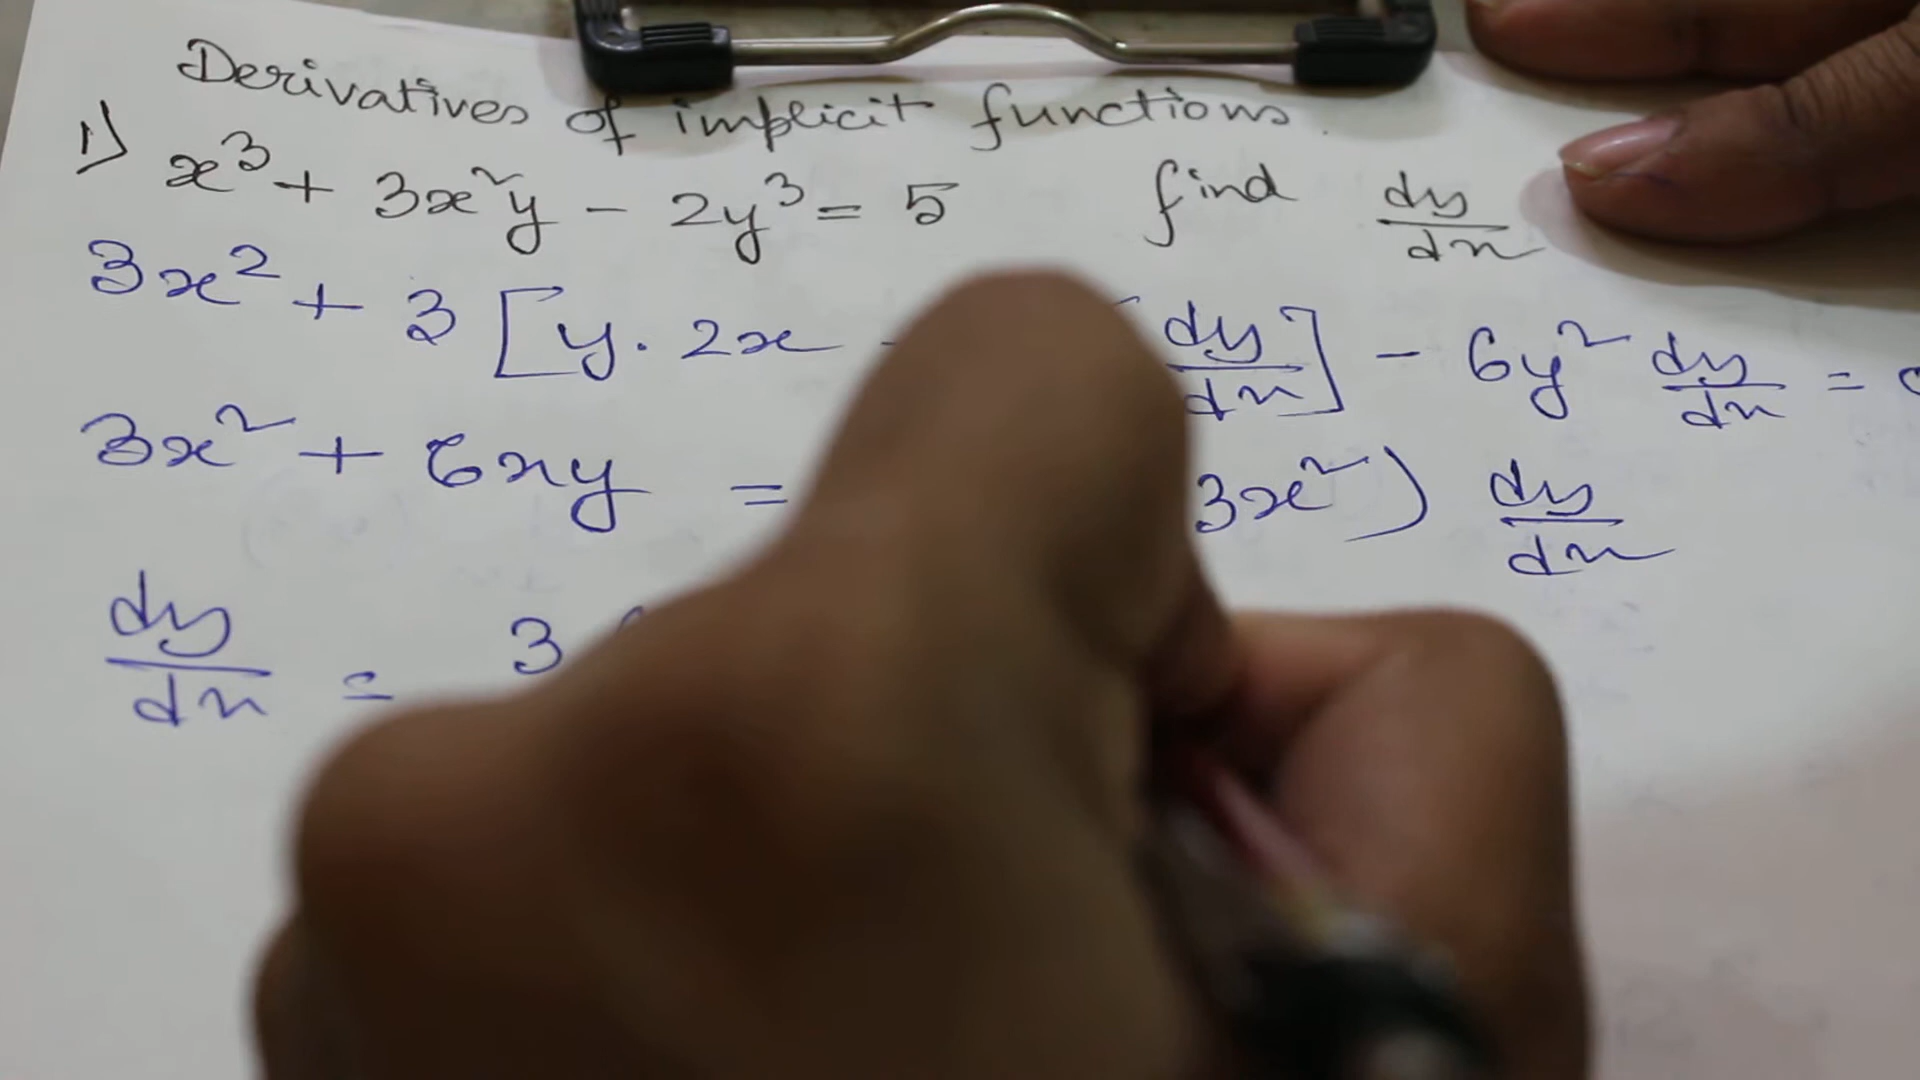 Derivatives of implicit functions.
1) x³ + 3x²y - 2y³ = 5 find dy/dx
3x² + 3 [y. 2x dy/dx] - 6y² dy/dx =
3x² + 6xy = 3x²) dy/dx
dy/dx = 3